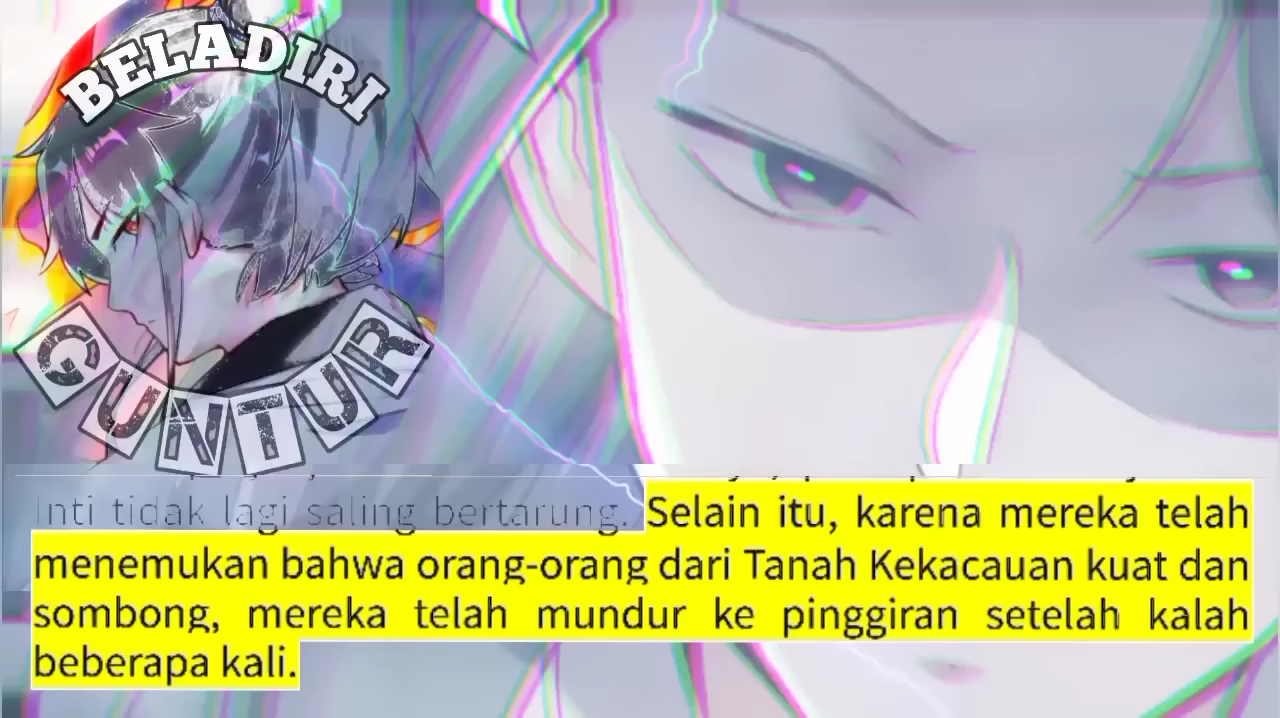 BELADIRI
GUNTUR
Inti tidak lagi saling bertarung. Selain itu, karena mereka telah
menemukan bahwa orang-orang dari Tanah Kekacauan kuat dan
sombong, mereka telah mundur ke pinggiran setelah kalah
beberapa kali.